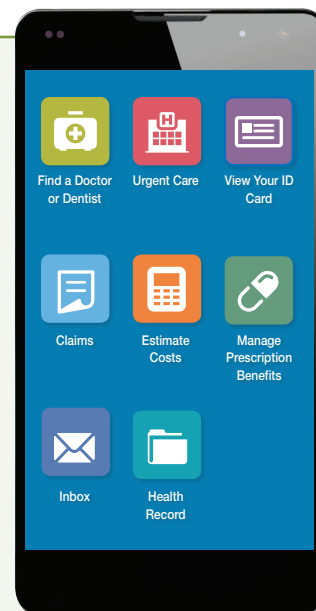 Find a Doctor
or Dentist
Urgent Care
View Your ID
Card
Claims
Estimate
Costs
Manage
Prescription
Benefits
Inbox
Health
Record
H